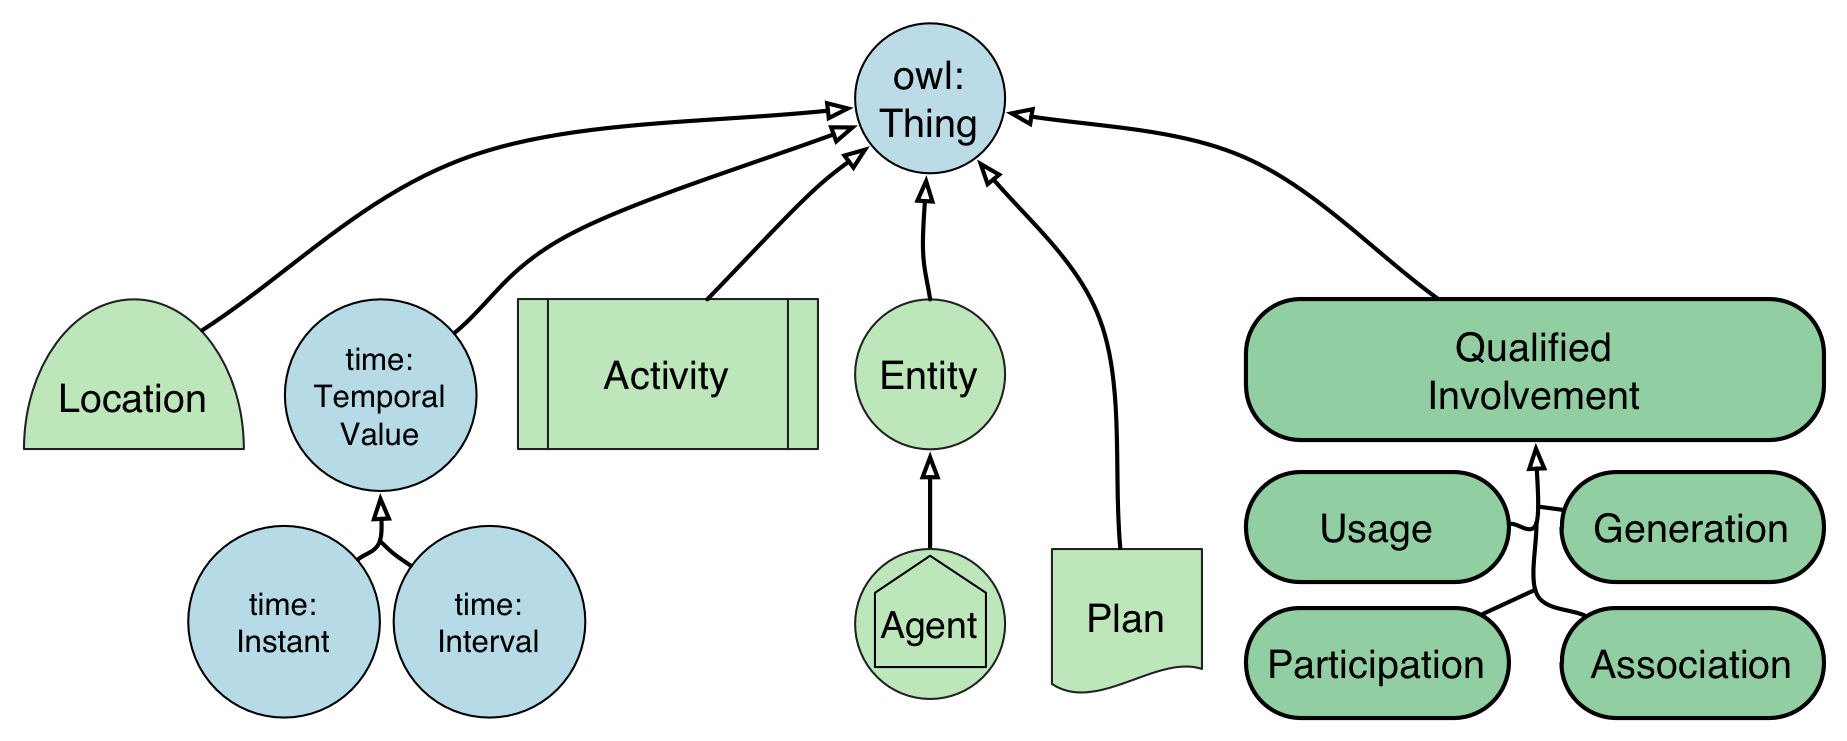 owl:
Thing
Location
time:
Temporal
Value
Activity
Entity
Qualified
Involvement
time:
Instant
time:
Interval
Agent
Plan
Usage
Generation
Participation
Association